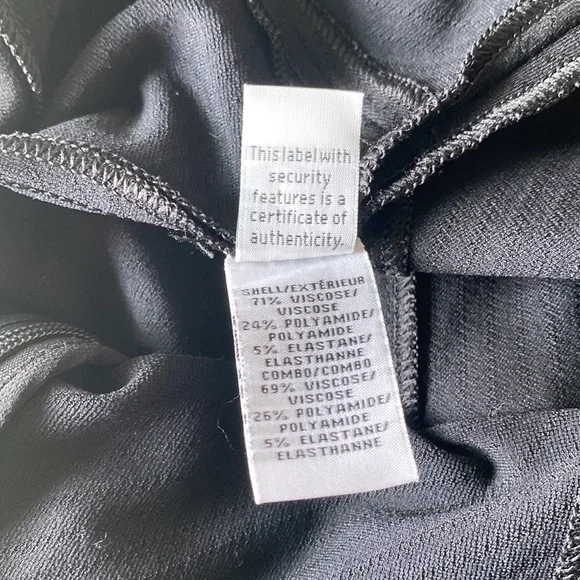 This label with
security
features is a
certificate of
authenticity.
SHELL/EXTÉRIEUR
71% VISCOSE/
VISCOSE
24% POLYAMIDE/
POLYAMIDE
5% ELASTANE/
ELASTHANNE
COMBO/COMBO
69% VISCOSE/
VISCOSE
26% POLYAMIDE/
POLYAMIDE
5% ELASTANE/
ELASTHANNE